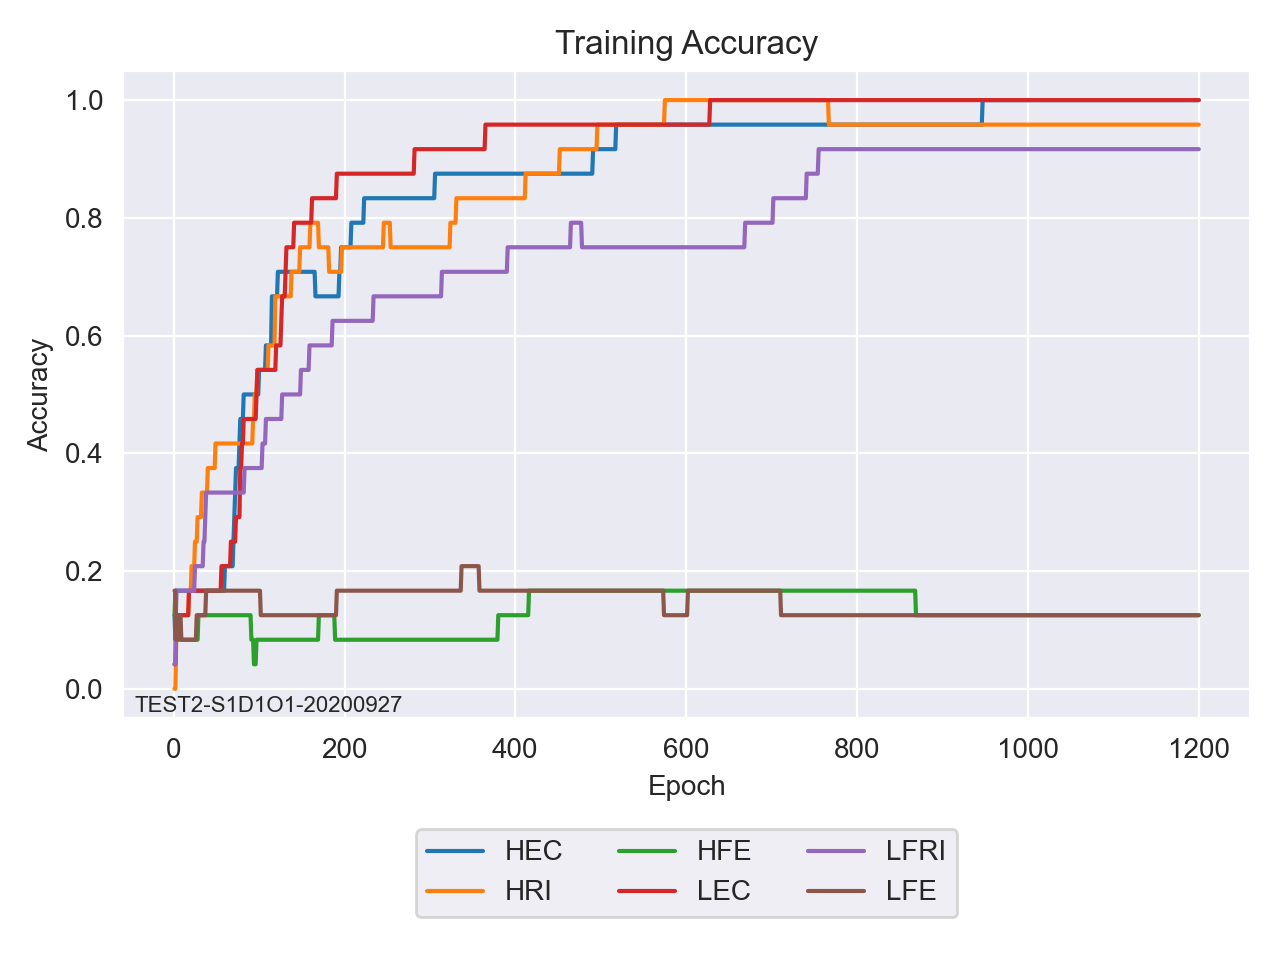 Training Accuracy
1.0
0.8
0.6
0.4
0.2
0.0
Accuracy
TEST2-S1D1O1-20200927
0 200 400 600 800 1000 1200
Epoch
HEC HFE LFRI
HRI LEC LFE